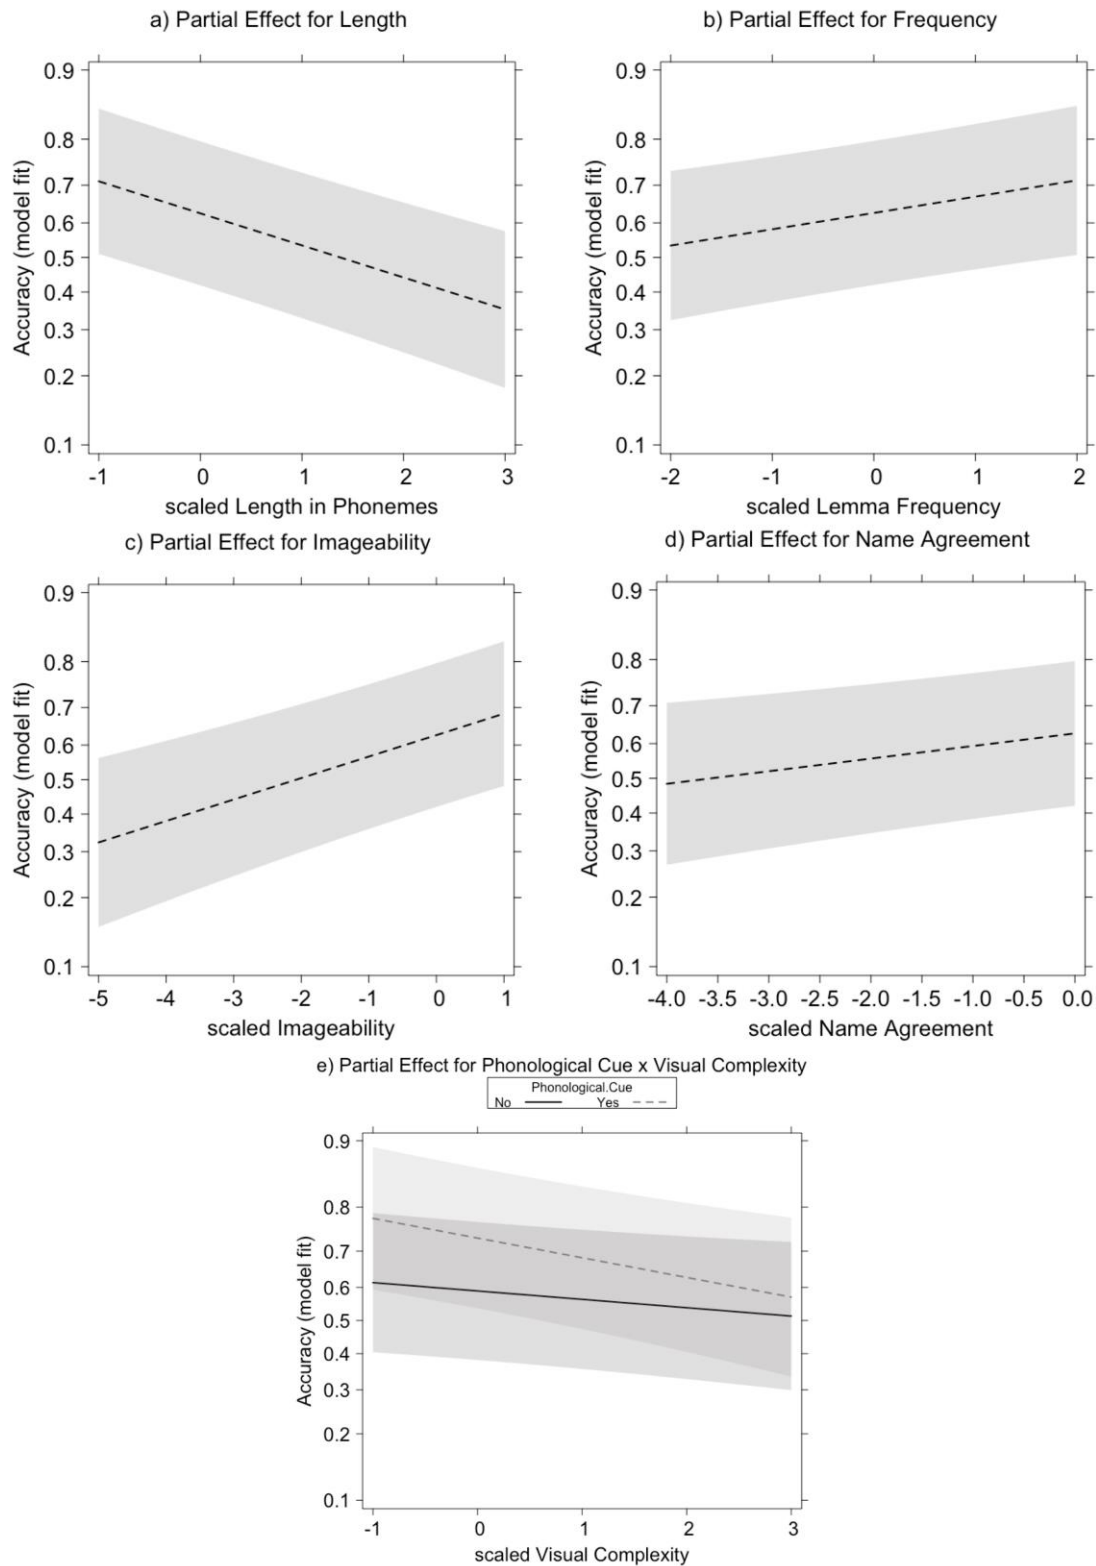 a) Partial Effect for Length
0.9
0.8
0.7
0.6
0.5
0.4
0.3
0.2
0.1
Accuracy (model fit)
-1 0 1 2 3
scaled Length in Phonemes
b) Partial Effect for Frequency
0.9
0.8
0.7
0.6
0.5
0.4
0.3
0.2
0.1
Accuracy (model fit)
-2 -1 0 1 2
scaled Lemma Frequency
c) Partial Effect for Imageability
0.9
0.8
0.7
0.6
0.5
0.4
0.3
0.2
0.1
Accuracy (model fit)
-5 -4 -3 -2 -1 0 1
scaled Imageability
d) Partial Effect for Name Agreement
0.9
0.8
0.7
0.6
0.5
0.4
0.3
0.2
0.1
Accuracy (model fit)
-4.0 -3.5 -3.0 -2.5 -2.0 -1.5 -1.0 -0.5 0.0
scaled Name Agreement
e) Partial Effect for Phonological Cue x Visual Complexity
Phonological.Cue
No Yes
0.9
0.8
0.7
0.6
0.5
0.4
0.3
0.2
0.1
Accuracy (model fit)
-1 0 1 2 3
scaled Visual Complexity